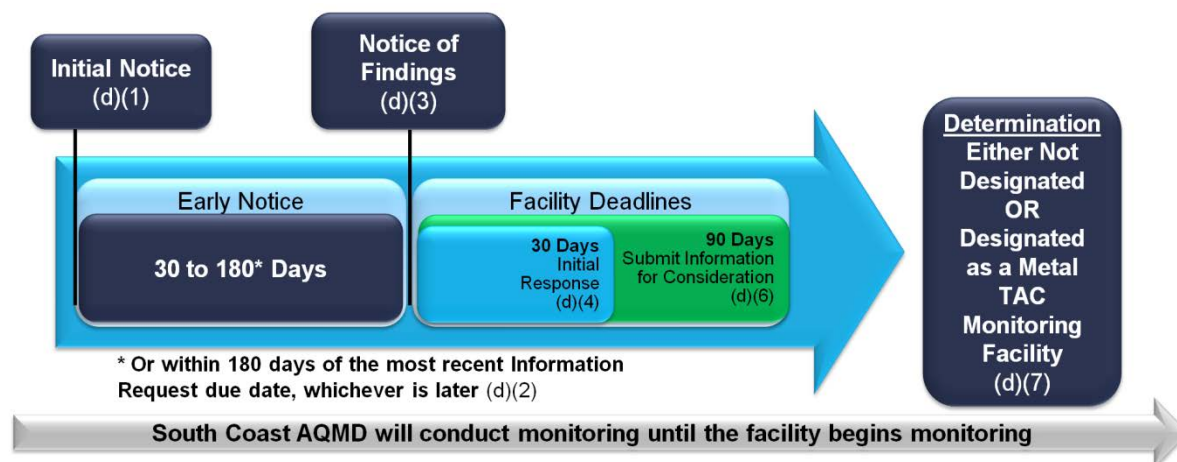 Initial Notice
(d)(1)
Notice of
Findings
(d)(3)
Early Notice
30 to 180* Days
Facility Deadlines
30 Days
Initial
Response
(d)(4)
90 Days
Submit Information
for Consideration
(d)(6)
Determination
Either Not
Designated
OR
Designated
as a Metal
TAC
Monitoring
Facility
(d)(7)
* Or within 180 days of the most recent Information
Request due date, whichever is later (d)(2)
South Coast AQMD will conduct monitoring until the facility begins monitoring